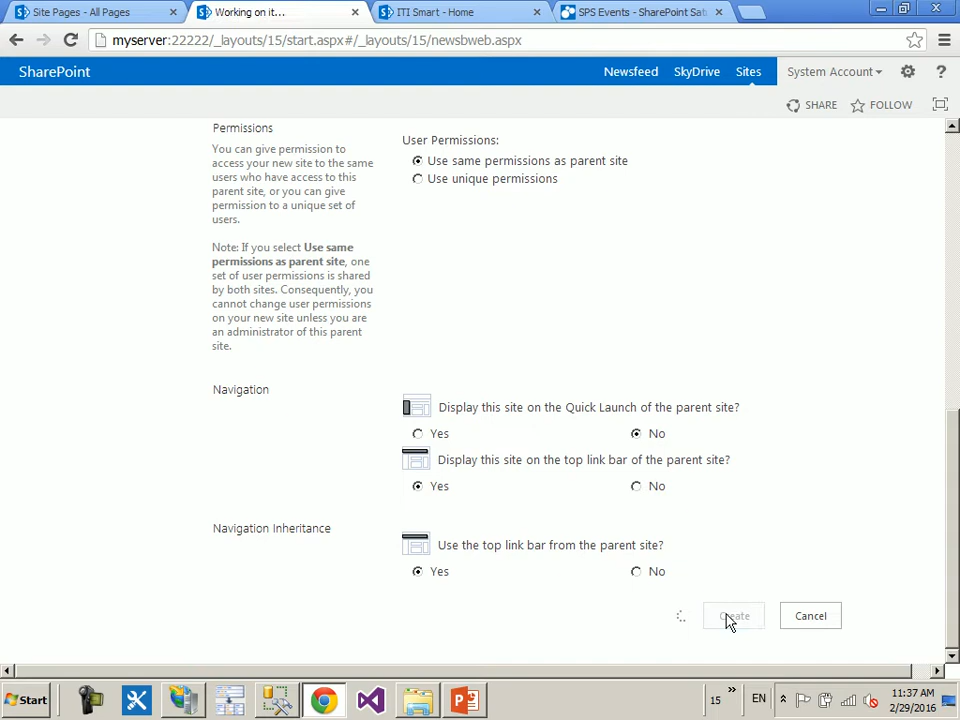 Site Pages - All Pages
Working on it...
ITI Smart - Home
SPS Events - SharePoint Satu
myserver:22222/_layouts/15/start.aspx#/_layouts/15/newsbweb.aspx
SharePoint
Newsfeed
SkyDrive
Sites
System Account
?
SHARE
FOLLOW
Permissions
You can give permission to
access your new site to the same
users who have access to this
parent site, or you can give
permission to a unique set of
users.
Note: If you select Use same
permissions as parent site, one
set of user permissions is shared
by both sites. Consequently, you
cannot change user permissions
on your new site unless you are
an administrator of this parent
site.
User Permissions:
Use same permissions as parent site
Use unique permissions
Navigation
Display this site on the Quick Launch of the parent site?
Yes No
Display this site on the top link bar of the parent site?
Yes No
Navigation Inheritance
Use the top link bar from the parent site?
Yes No
Create
Cancel
Start
15
EN
11:37 AM
2/29/2016